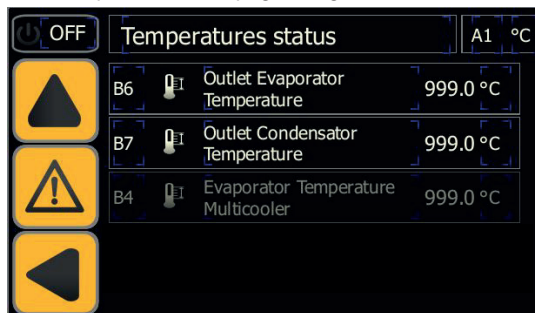 OFF Temperatures status A1 °C
B6 Outlet Evaporator Temperature 999.0 °C
B7 Outlet Condensator Temperature 999.0 °C
B4 Evaporator Temperature Multicooler 999.0 °C